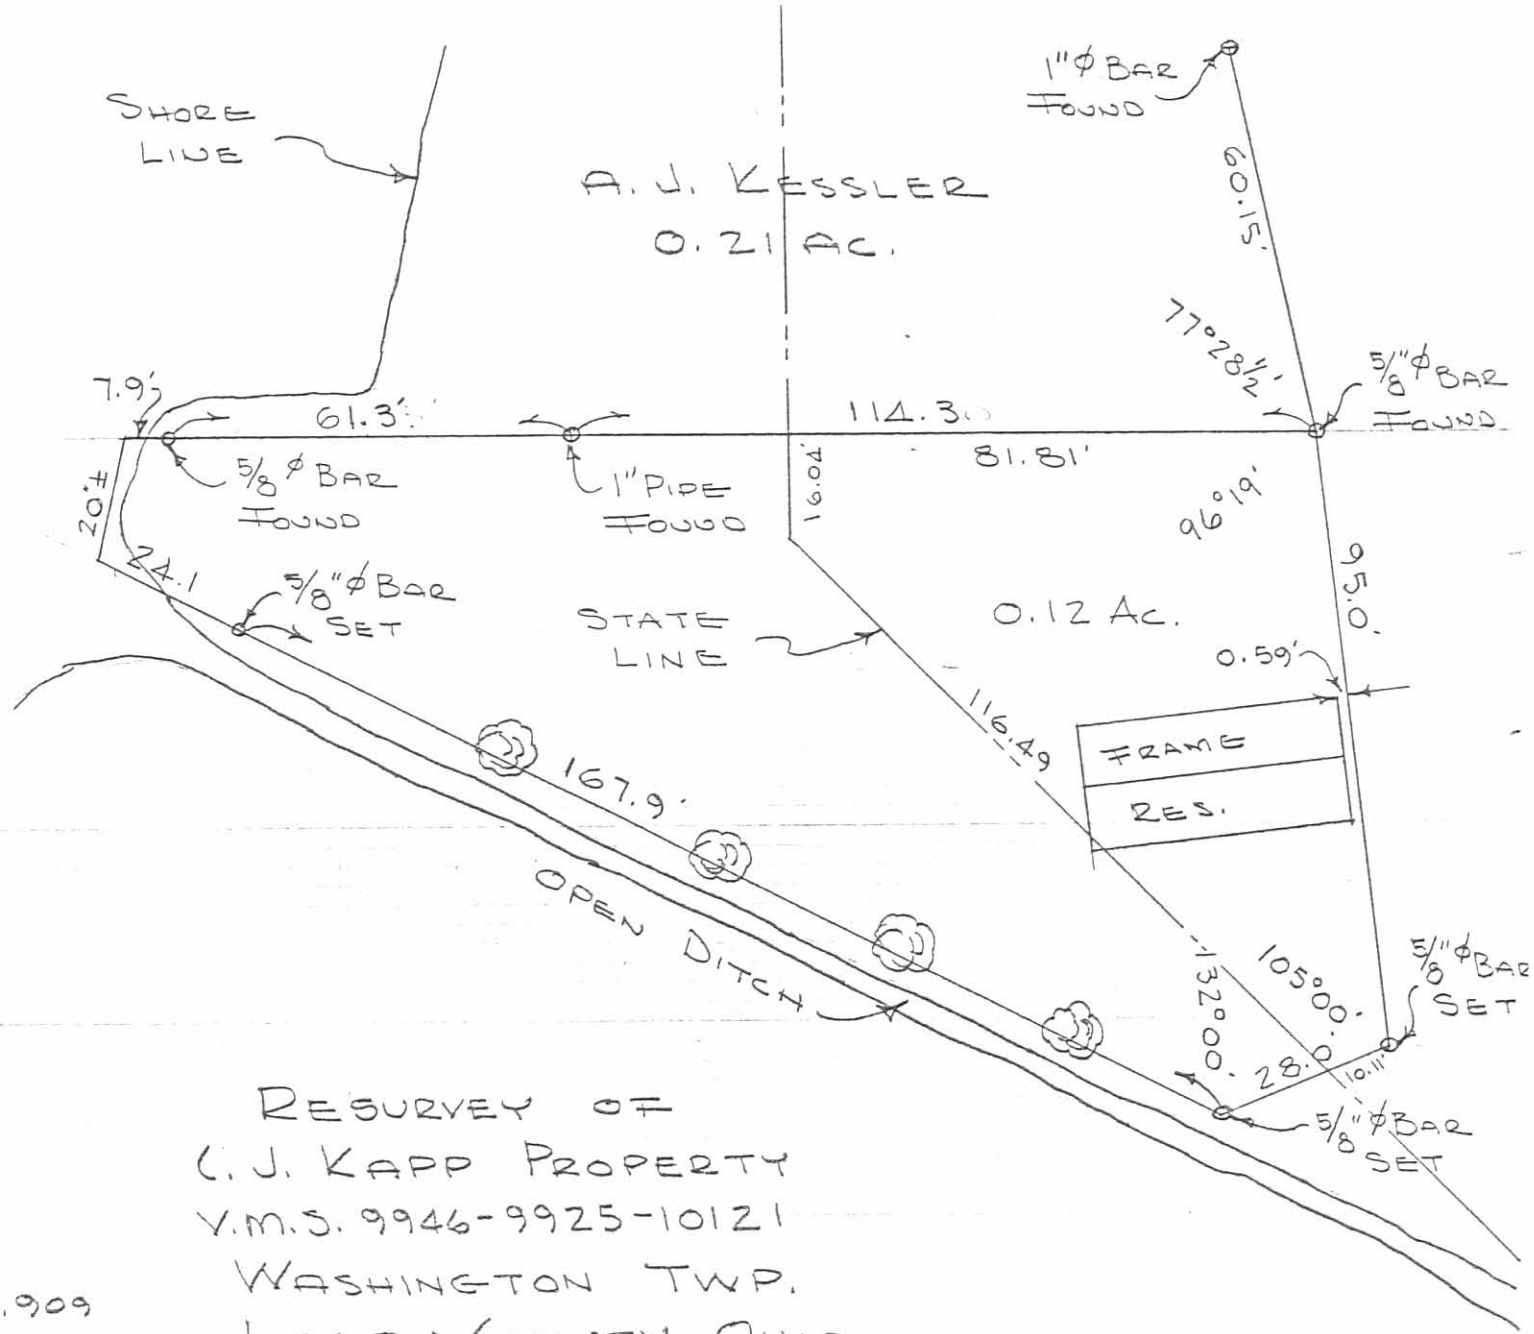 1"ϕ BAR
FOUND
SHORE
LINE
A. J. KESSLER
0.21 AC.
60.15'
77°28½'
5/8"ϕ BAR
FOUND
7.9'
61.3'
114.3
81.81'
5/8 ϕ BAR
FOUND
1" PIPE
FOUND
16.04'
96°19'
20'±
24.1
5/8"ϕ BAR
SET
STATE
LINE
0.12 AC.
95.0'
0.59'
116.49
FRAME
RES.
167.9'
OPEN DITCH
132°00'
105°00'
5/8"ϕ BAR
SET
28.0
10.11'
5/8"ϕ BAR
SET
RESURVEY OF
C. J. KAPP PROPERTY
V.M.S. 9946-9925-10121
WASHINGTON TWP.
.909